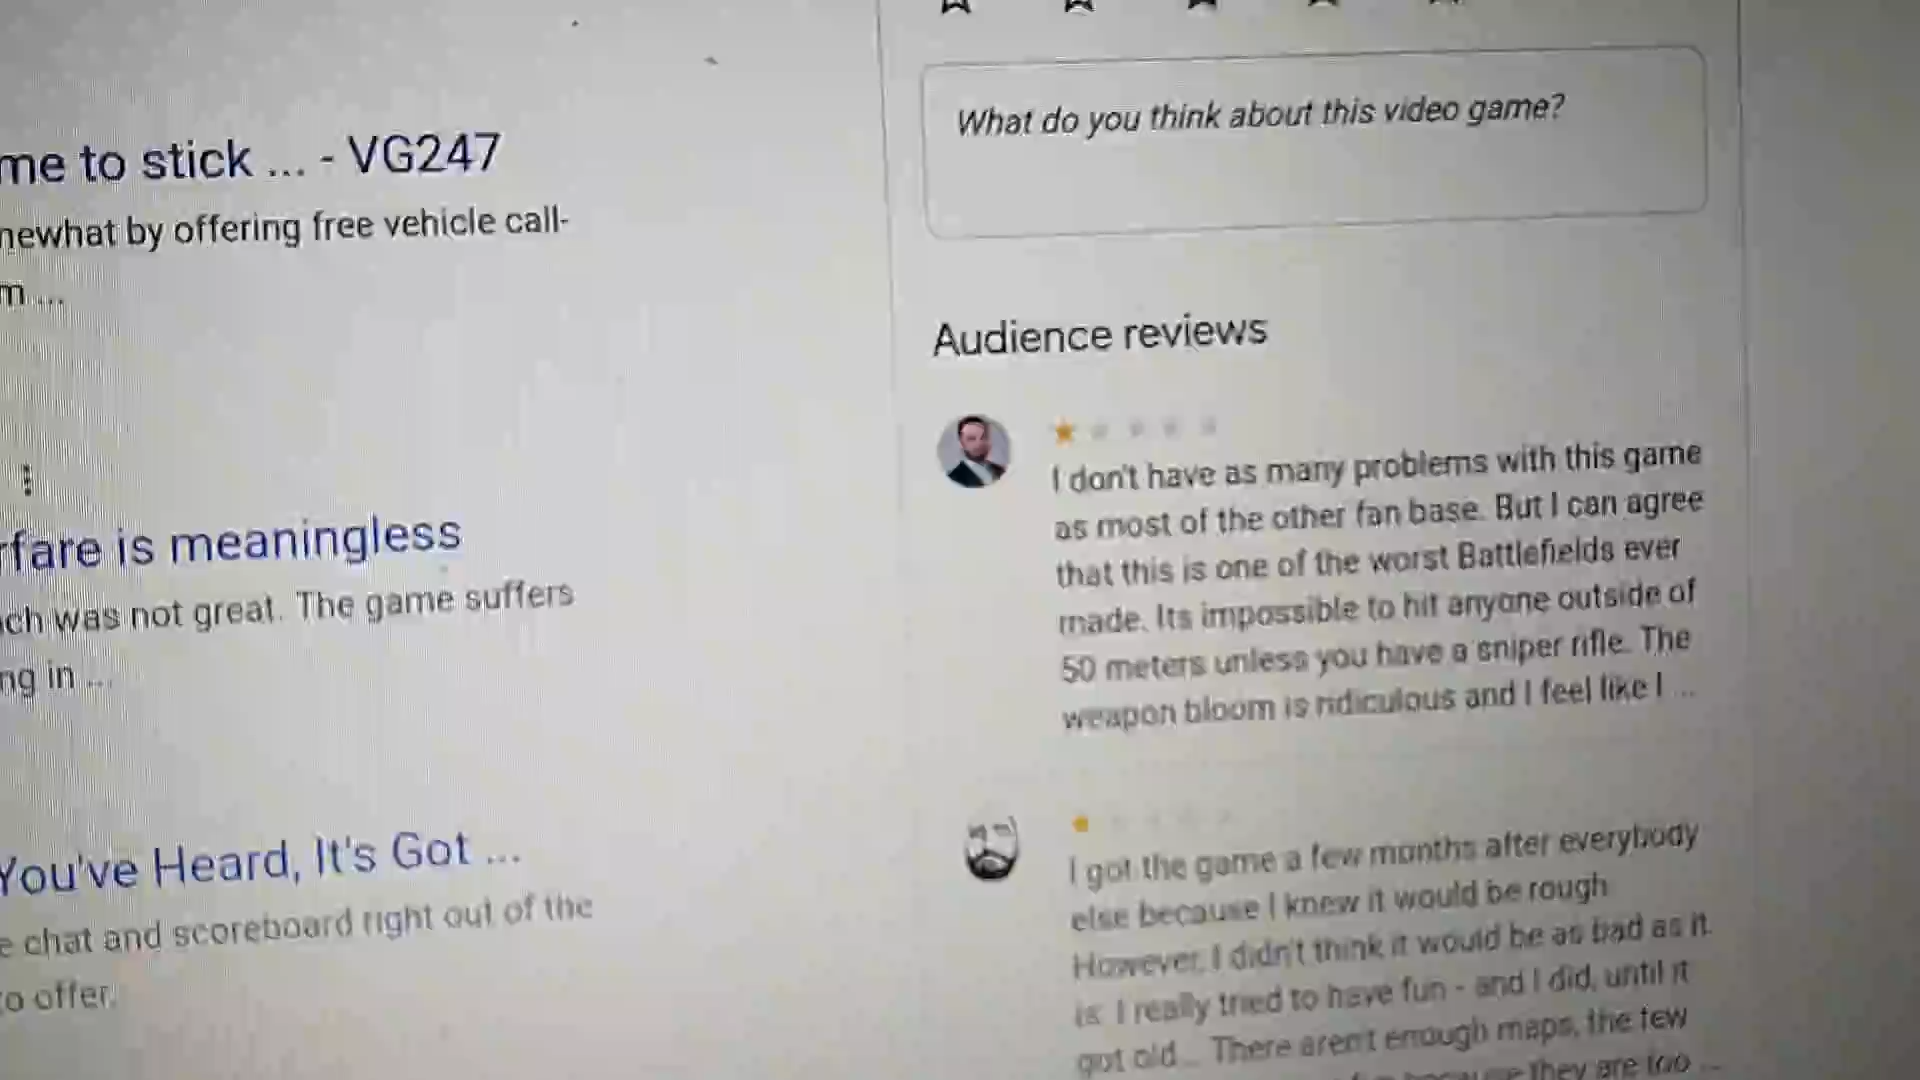 me to stick ... - VG247
newhat by offering free vehicle call-
m ...
rfare is meaningless
ch was not great. The game suffers
ng in ...
You've Heard, It's Got ...
e chat and scoreboard right out of the
to offer.
What do you think about this video game?
Audience reviews
I don't have as many problems with this game
as most of the other fan base. But I can agree
that this is one of the worst Battlefields ever
made. Its impossible to hit anyone outside of
50 meters unless you have a sniper rifle. The
weapon bloom is ridiculous and I feel like I ...
I got the game a few months after everybody
else because I knew it would be rough
However, I didn't think it would be as bad as it
is. I really tried to have fun - and I did, until it
got old... There aren't enough maps, the few
because they are too ...